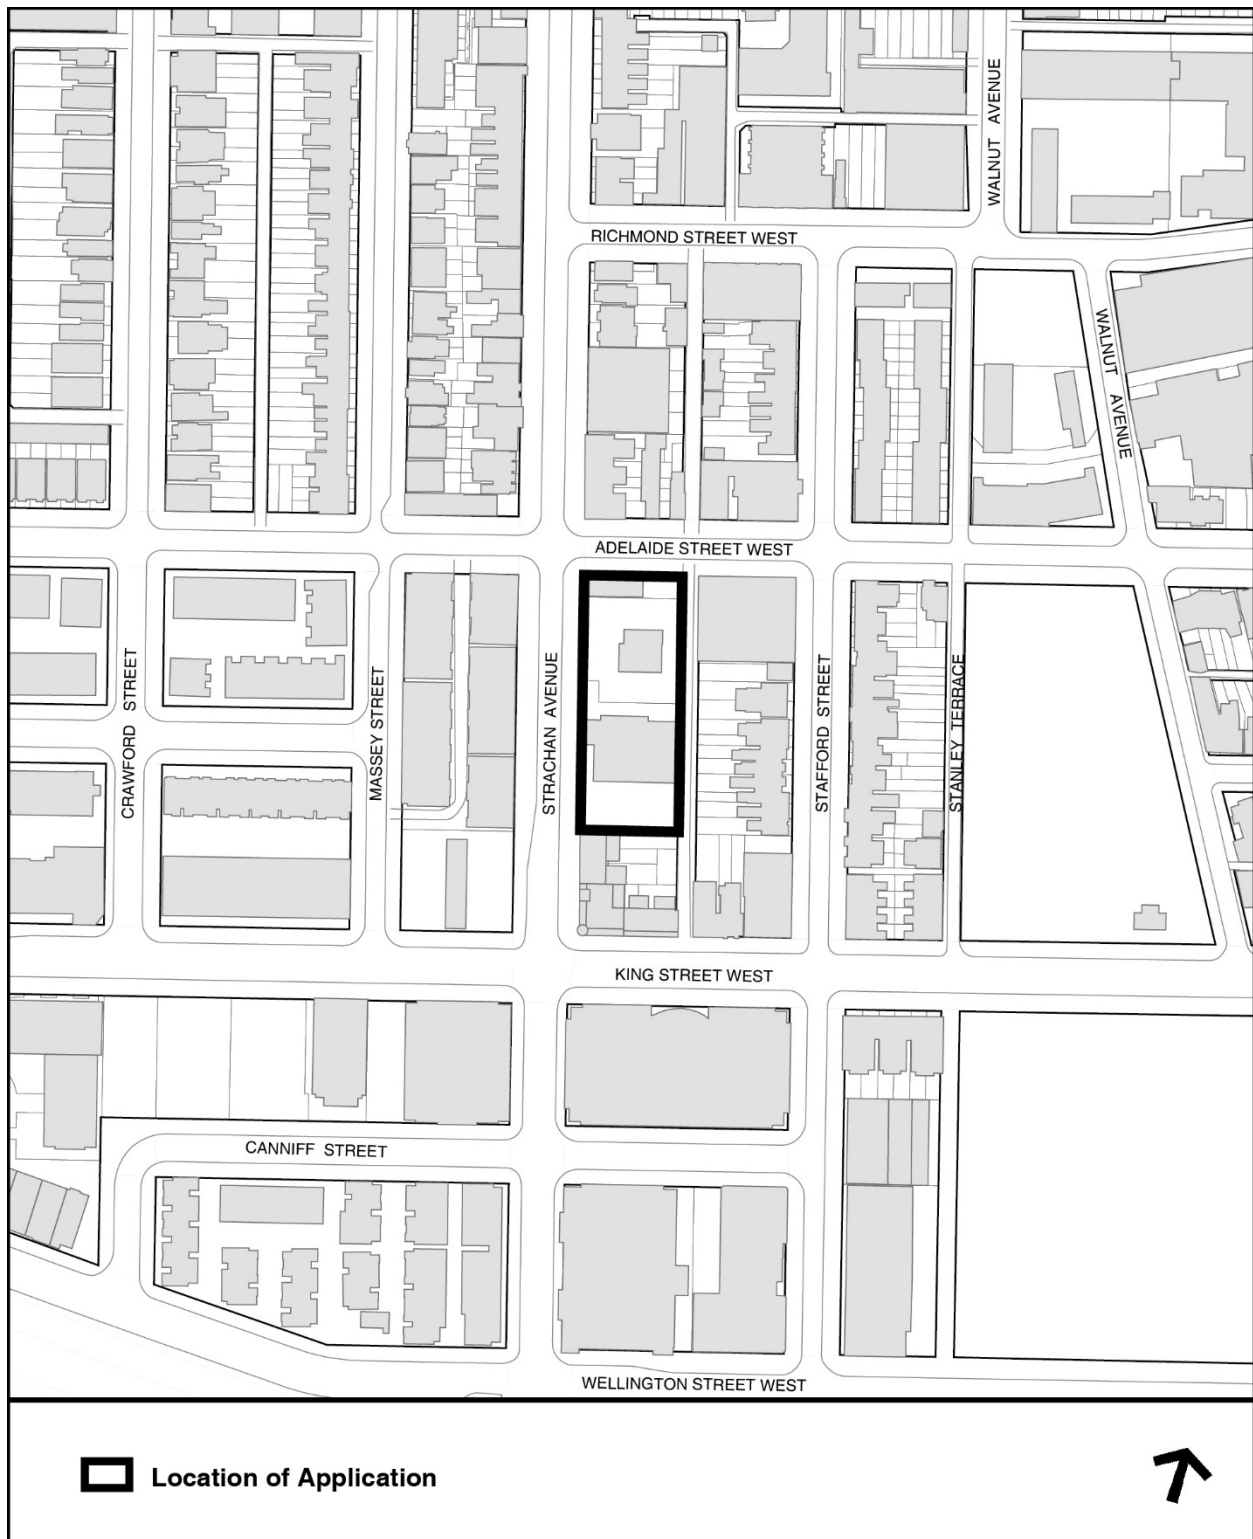 WALNUT AVENUE
RICHMOND STREET WEST
WALNUT AVENUE
ADELAIDE STREET WEST
CRAWFORD STREET
MASSEY STREET
STRACHAN AVENUE
STAFFORD STREET
STANLEY TERRACE
KING STREET WEST
CANNIFF STREET
WELLINGTON STREET WEST
Location of Application